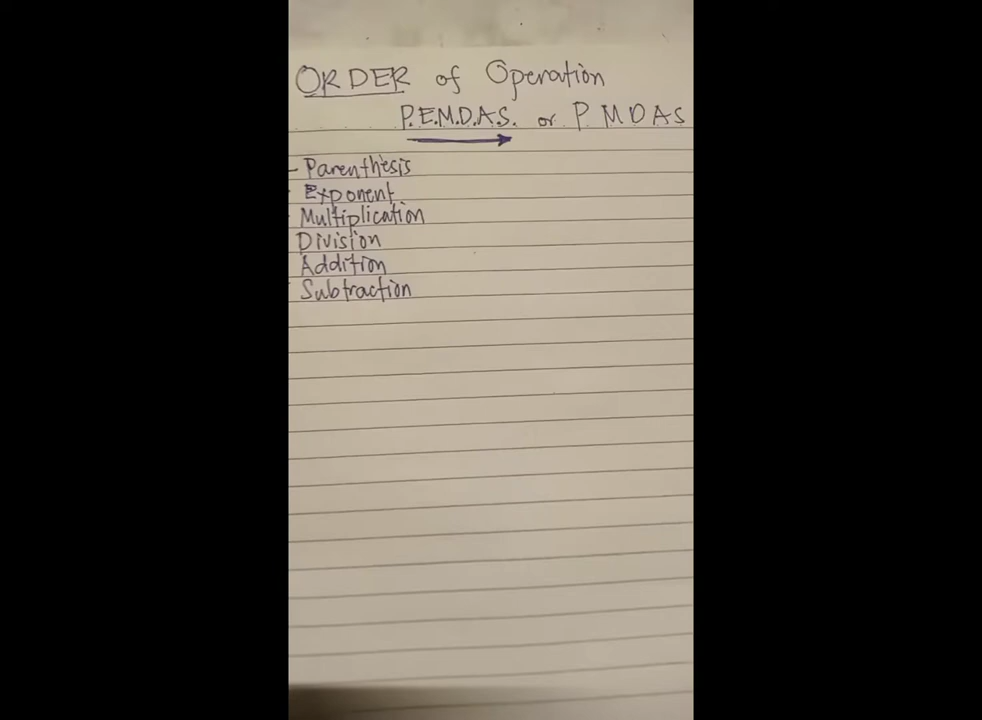 ORDER of Operation
P.E.M.D.A.S. or P M D A S
- Parenthesis
Exponent
Multiplication
Division
Addition
Subtraction